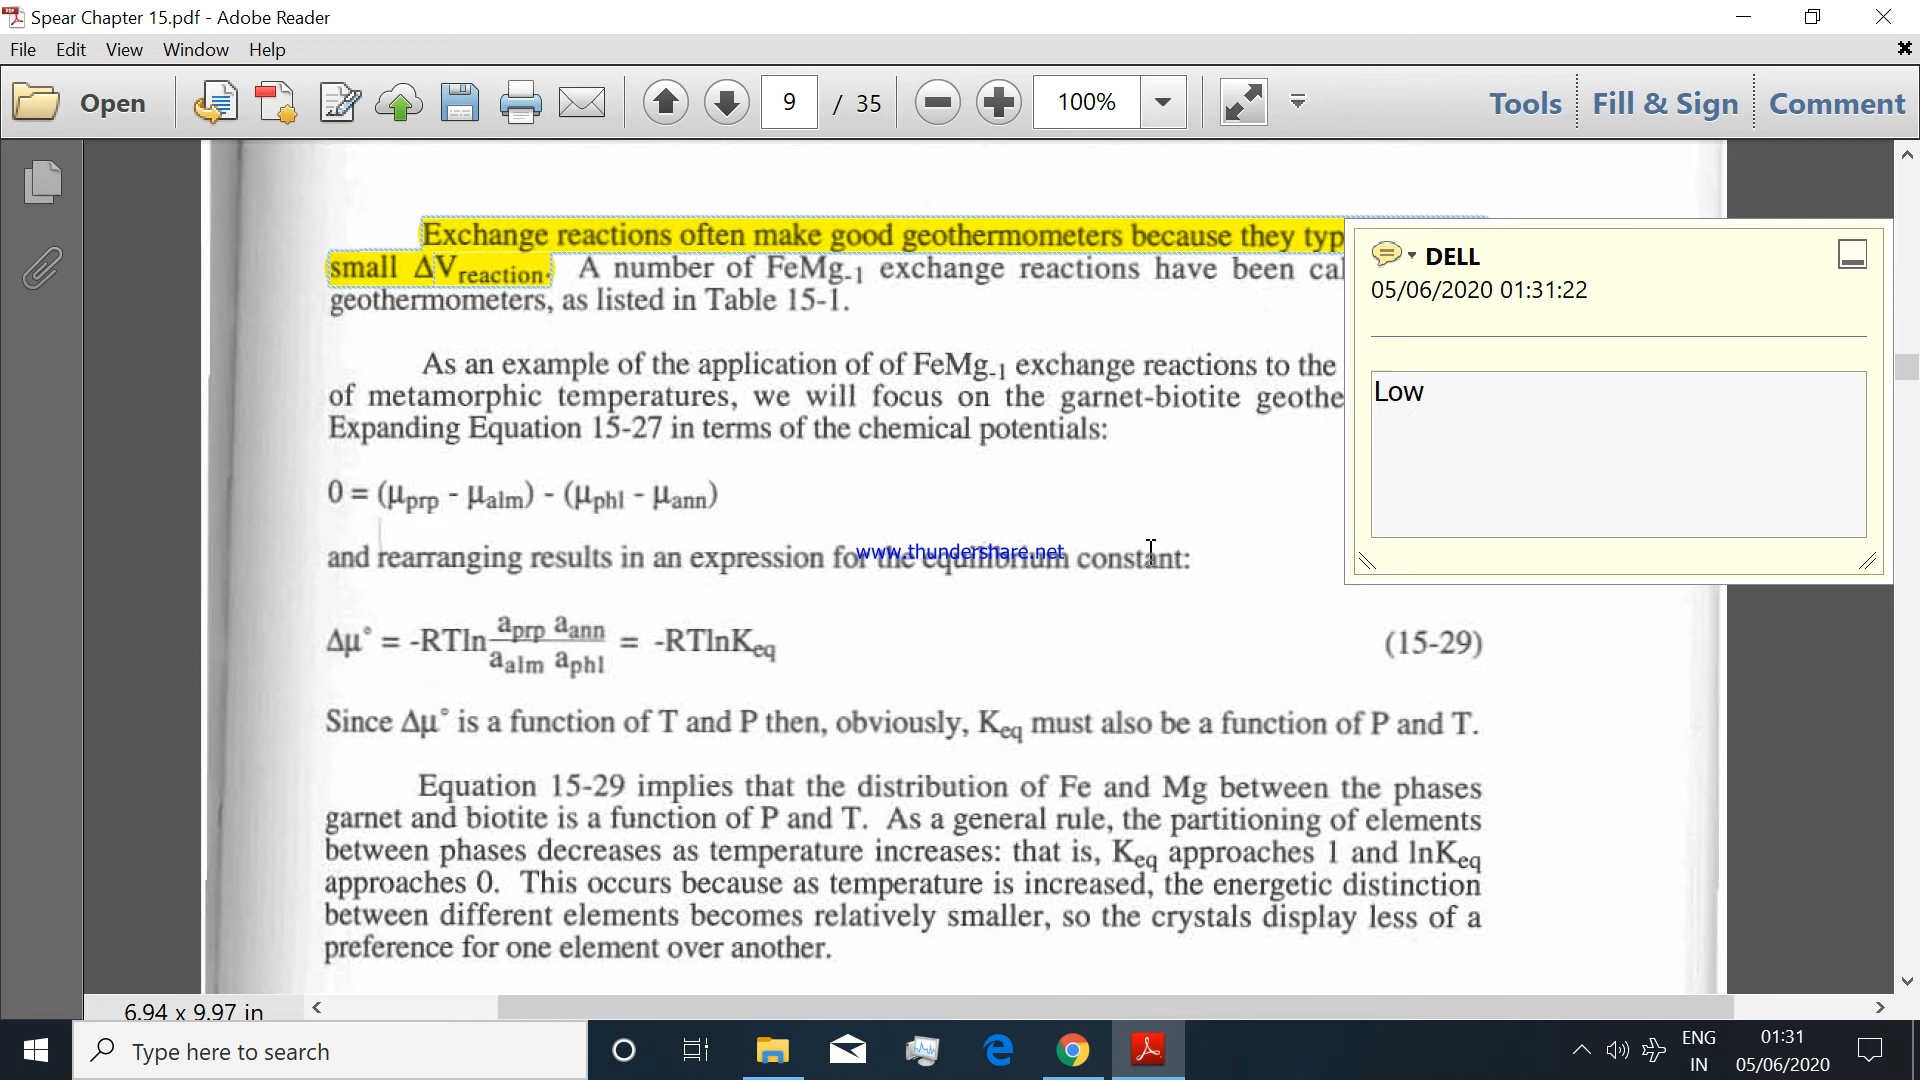 Spear Chapter 15.pdf - Adobe Reader
File Edit View Window Help
Open 9 / 35 100% Tools Fill & Sign Comment
Exchange reactions often make good geothermometers because they typ
small ΔVreaction. A number of FeMg-1 exchange reactions have been cal
geothermometers, as listed in Table 15-1.
As an example of the application of of FeMg-1 exchange reactions to the
of metamorphic temperatures, we will focus on the garnet-biotite geothe
Expanding Equation 15-27 in terms of the chemical potentials:
0 = (μprp - μalm) - (μphl - μann)
and rearranging results in an expression for the equilibrium constant:
www.thundershare.net
Δμ° = -RTln aprp aann / aalm aphl = -RTlnKeq (15-29)
Since Δμ° is a function of T and P then, obviously, Keq must also be a function of P and T.
Equation 15-29 implies that the distribution of Fe and Mg between the phases
garnet and biotite is a function of P and T. As a general rule, the partitioning of elements
between phases decreases as temperature increases: that is, Keq approaches 1 and lnKeq
approaches 0. This occurs because as temperature is increased, the energetic distinction
between different elements becomes relatively smaller, so the crystals display less of a
preference for one element over another.
DELL
05/06/2020 01:31:22
Low
6.94 x 9.97 in
Type here to search
ENG
IN
01:31
05/06/2020